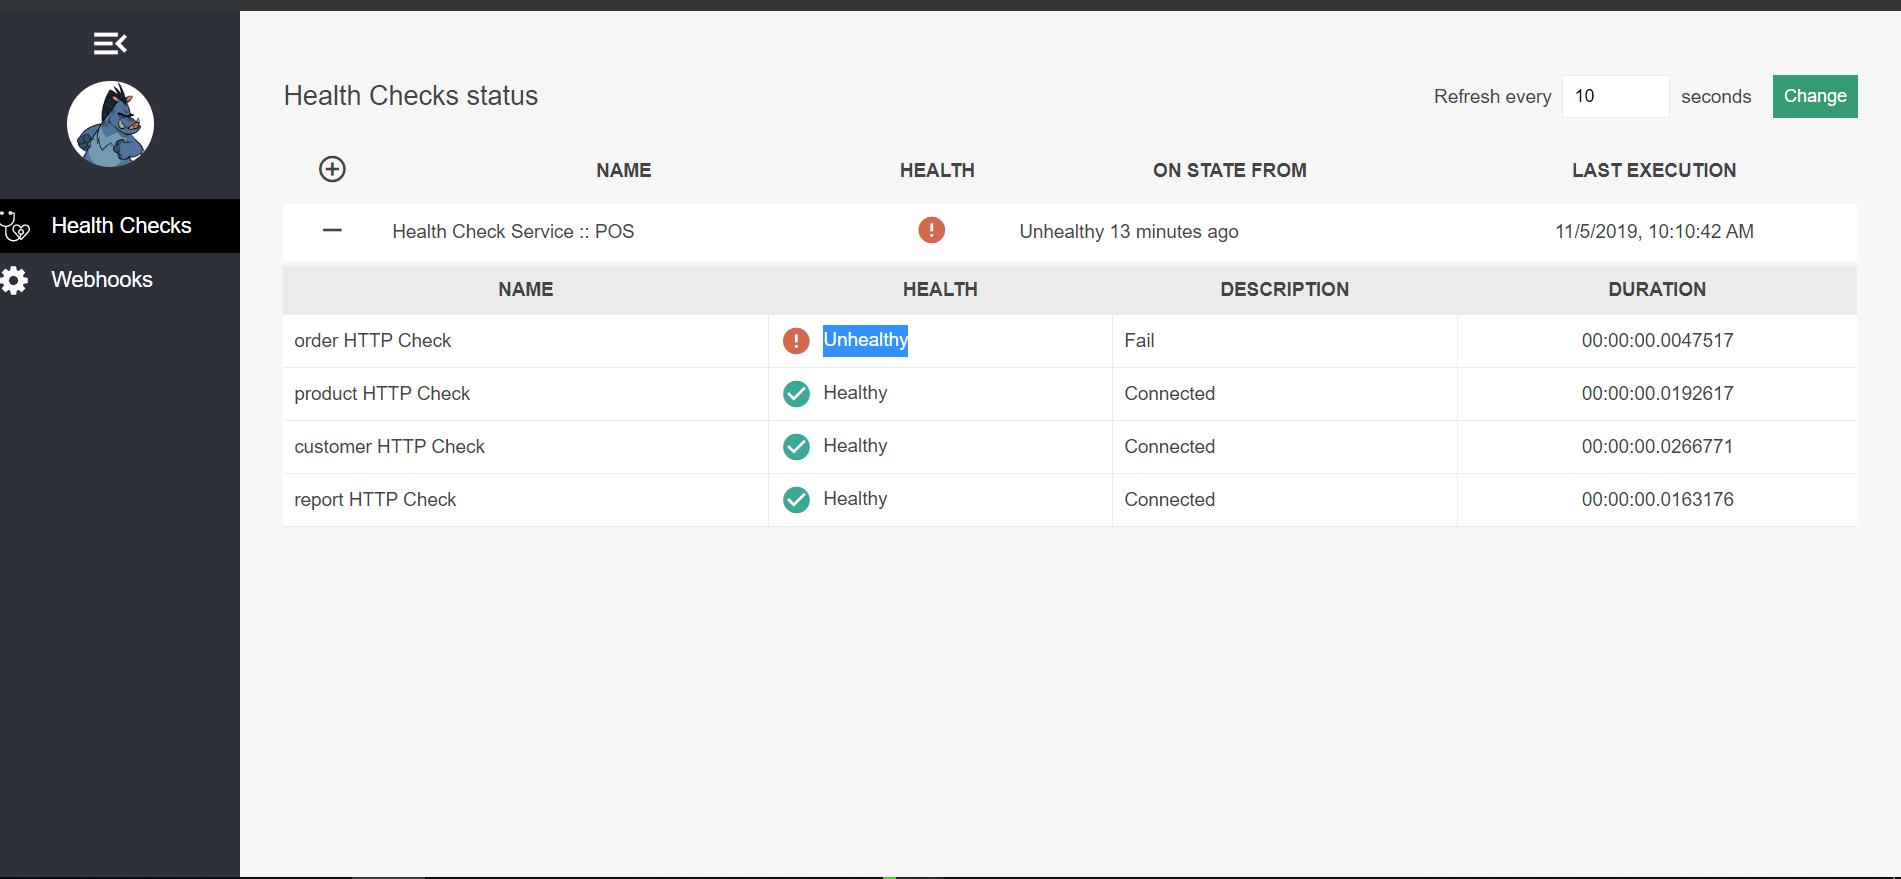 Health Checks status
Refresh every 10 seconds Change
Health Checks
Webhooks
NAME HEALTH ON STATE FROM LAST EXECUTION
Health Check Service :: POS Unhealthy 13 minutes ago 11/5/2019, 10:10:42 AM
NAME HEALTH DESCRIPTION DURATION
order HTTP Check Unhealthy Fail 00:00:00.0047517
product HTTP Check Healthy Connected 00:00:00.0192617
customer HTTP Check Healthy Connected 00:00:00.0266771
report HTTP Check Healthy Connected 00:00:00.0163176